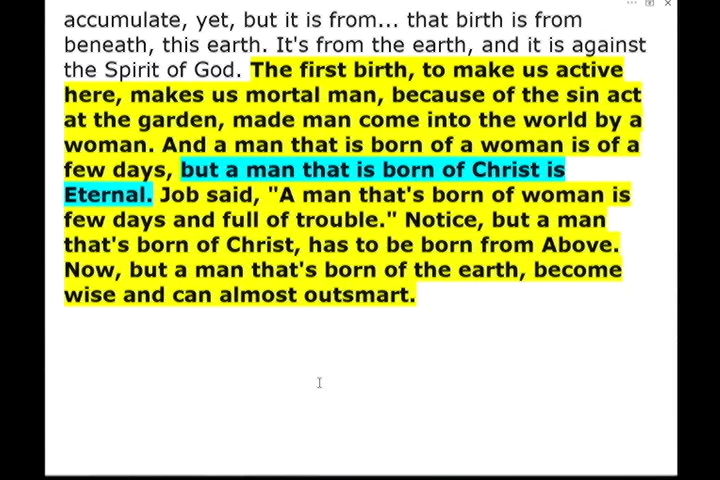 accumulate, yet, but it is from... that birth is from
beneath, this earth. It's from the earth, and it is against
the Spirit of God. The first birth, to make us active
here, makes us mortal man, because of the sin act
at the garden, made man come into the world by a
woman. And a man that is born of a woman is of a
few days, but a man that is born of Christ is
Eternal. Job said, "A man that's born of woman is
few days and full of trouble." Notice, but a man
that's born of Christ, has to be born from Above.
Now, but a man that's born of the earth, become
wise and can almost outsmart.